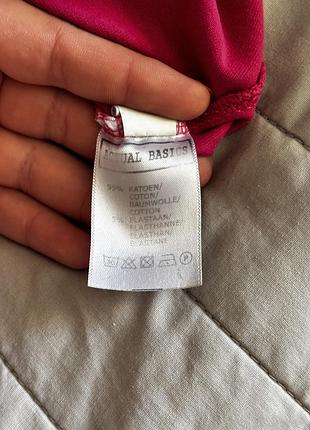 ACTUAL BASICS
95% KATOEN/
COTON/
BAUMWOLLE/
COTTON
5% ELASTAAN/
ELASTHANNE/
ELASTHAN/
ELASTANE
P